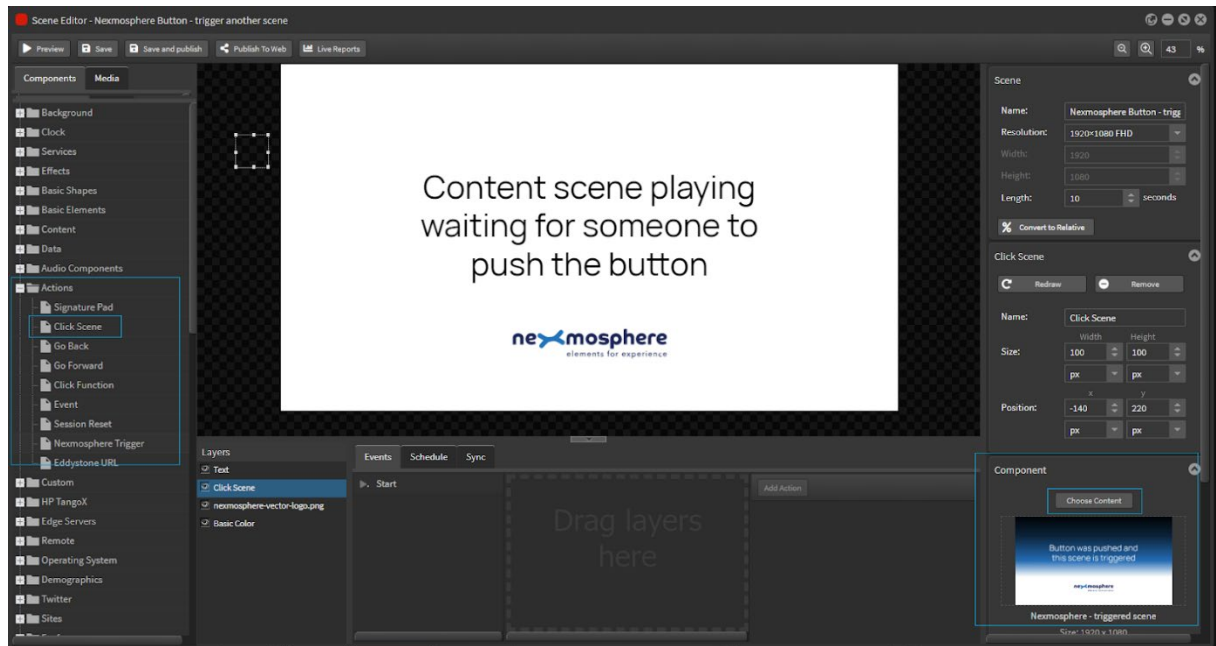 Scene Editor - Nexmosphere Button - trigger another scene
Preview Save Save and publish Publish To Web Live Reports 43 %
Components Media
Background
Clock
Services
Effects
Basic Shapes
Basic Elements
Content
Data
Audio Components
Actions
Signature Pad
Click Scene
Go Back
Go Forward
Click Function
Event
Session Reset
Nexmosphere Trigger
Eddystone URL
Custom
HP TangoX
Edge Servers
Remote
Operating System
Demographics
Twitter
Sites
Content scene playing
waiting for someone to
push the button
nexmosphere
elements for experience
Layers
Text
Click Scene
nexmosphere-vector-logo.png
Basic Color
Events Schedule Sync
Start
Drag layers
here
Add Action
Scene
Name: Nexmosphere Button - trigg
Resolution: 1920×1080 FHD
Width: 1920
Height: 1080
Length: 10 seconds
Convert to Relative
Click Scene
Redraw Remove
Name: Click Scene
Width Height
Size: 100 100
px px
x y
Position: -140 220
px px
Component
Choose Content
Button was pushed and
this scene is triggered
nexmosphere
Nexmosphere - triggered scene
Size: 1920 x 1080